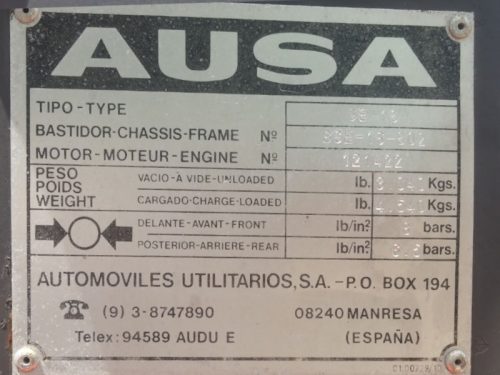 AUSA
TIPO-TYPE
BASTIDOR-CHASSIS-FRAME Nº
MOTOR-MOTEUR-ENGINE Nº 121422
PESO POIDS WEIGHT
VACIO-À VIDE-UNLOADED lb. Kgs.
CARGADO-CHARGE-LOADED lb. Kgs.
DELANTE-AVANT-FRONT lb/in² bars.
POSTERIOR-ARRIERE-REAR lb/in² bars.
AUTOMOVILES UTILITARIOS, S.A. - P.O. BOX 194
(9) 3-8747890 08240 MANRESA
Telex: 94589 AUDU E (ESPAÑA)